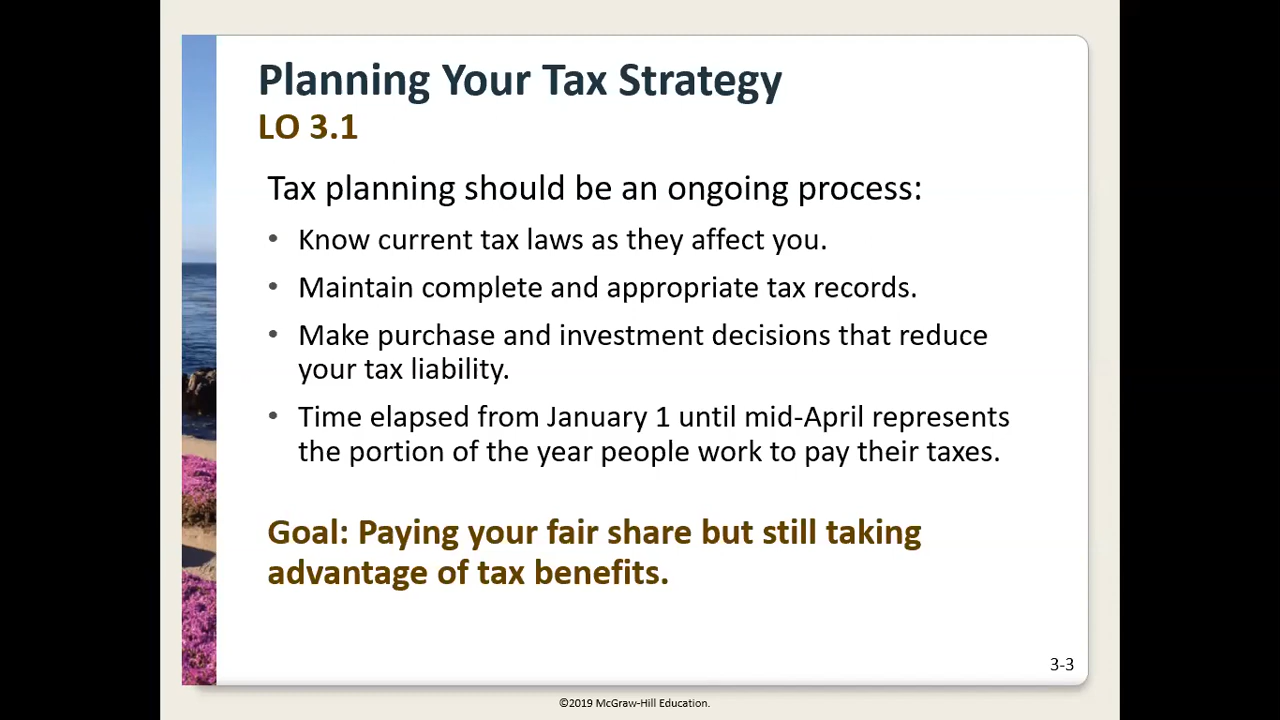 Planning Your Tax Strategy
LO 3.1
Tax planning should be an ongoing process:
• Know current tax laws as they affect you.
• Maintain complete and appropriate tax records.
• Make purchase and investment decisions that reduce
your tax liability.
• Time elapsed from January 1 until mid-April represents
the portion of the year people work to pay their taxes.
Goal: Paying your fair share but still taking
advantage of tax benefits.
3-3
©2019 McGraw-Hill Education.